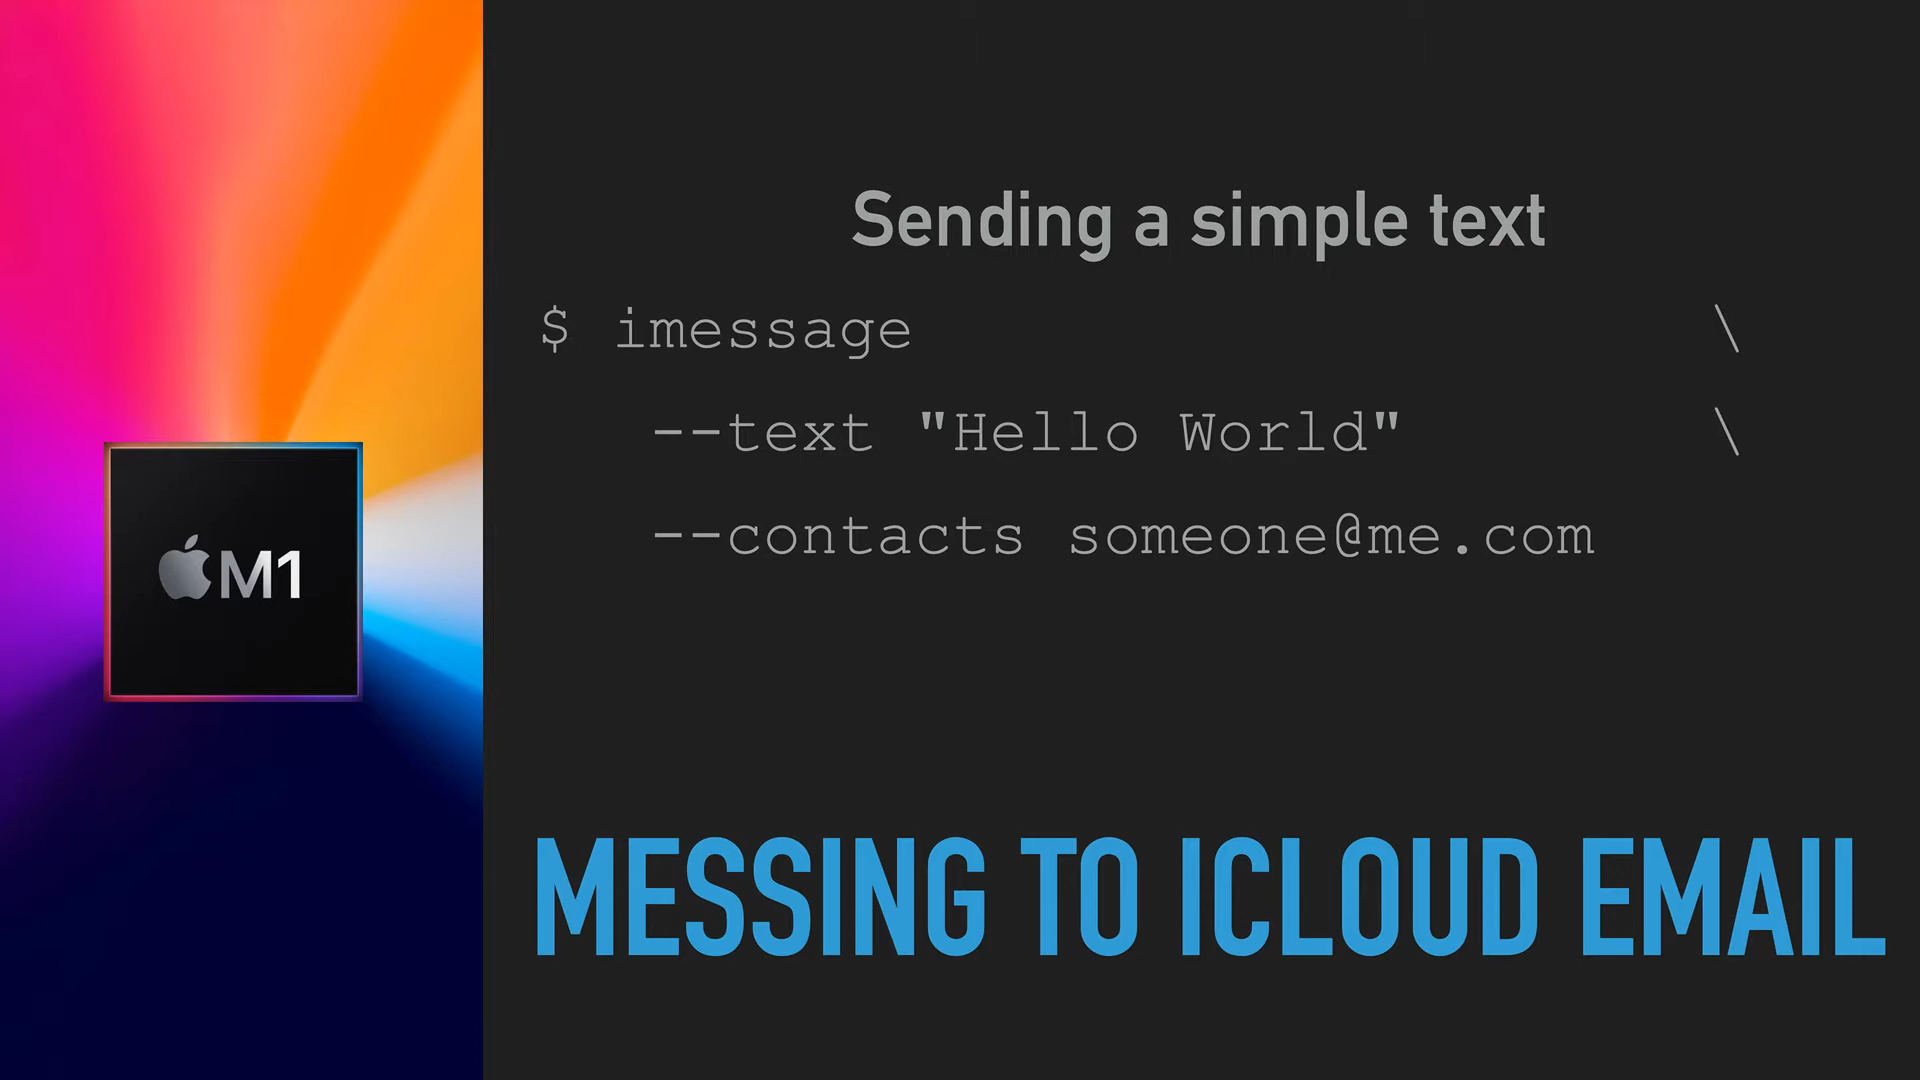 Sending a simple text
$ imessage \
--text "Hello World" \
--contacts someone@me.com
M1
MESSING TO ICLOUD EMAIL